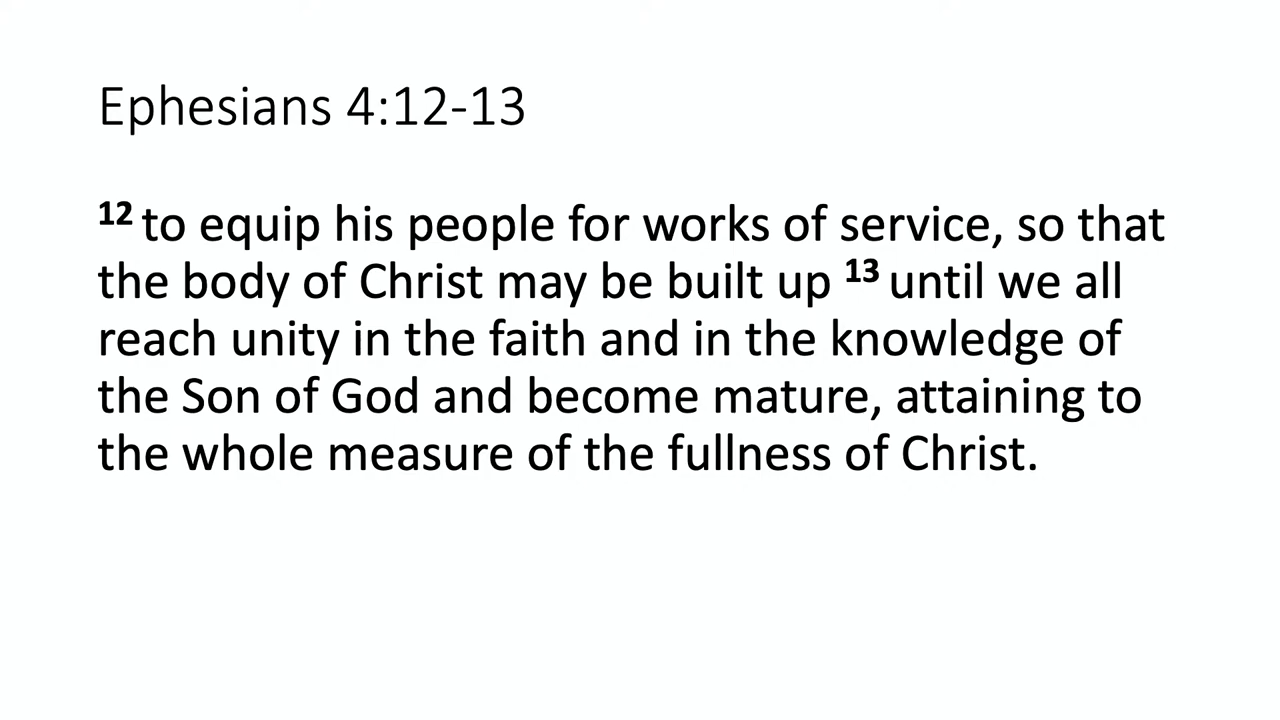 Ephesians 4:12-13
12 to equip his people for works of service, so that
the body of Christ may be built up 13 until we all
reach unity in the faith and in the knowledge of
the Son of God and become mature, attaining to
the whole measure of the fullness of Christ.